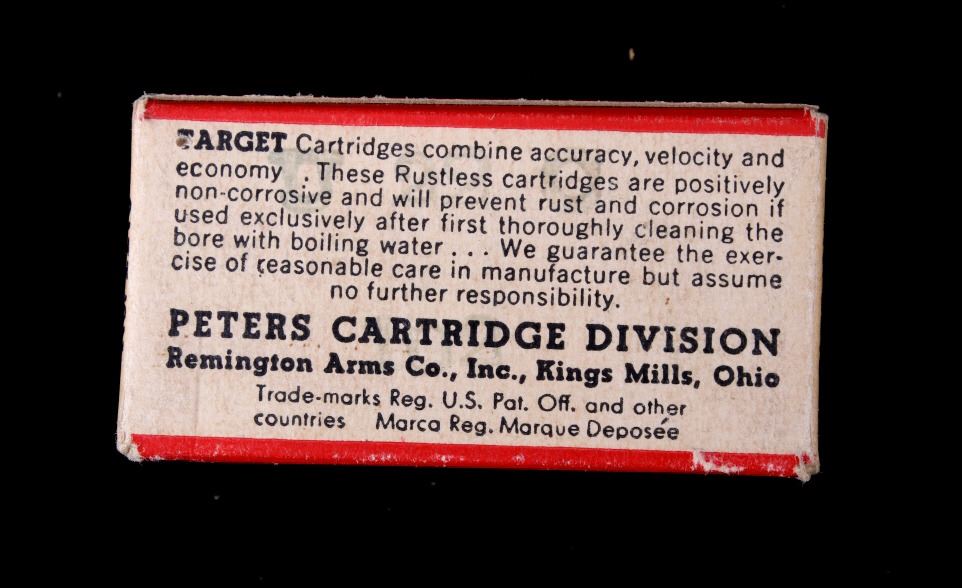 TARGET Cartridges combine accuracy, velocity and
economy . These Rustless cartridges are positively
non-corrosive and will prevent rust and corrosion if
used exclusively after first thoroughly cleaning the
bore with boiling water . . . We guarantee the exer-
cise of reasonable care in manufacture but assume
no further responsibility.
PETERS CARTRIDGE DIVISION
Remington Arms Co., Inc., Kings Mills, Ohio
Trade-marks Reg. U.S. Pat. Off. and other
countries Marca Reg. Marque Deposée